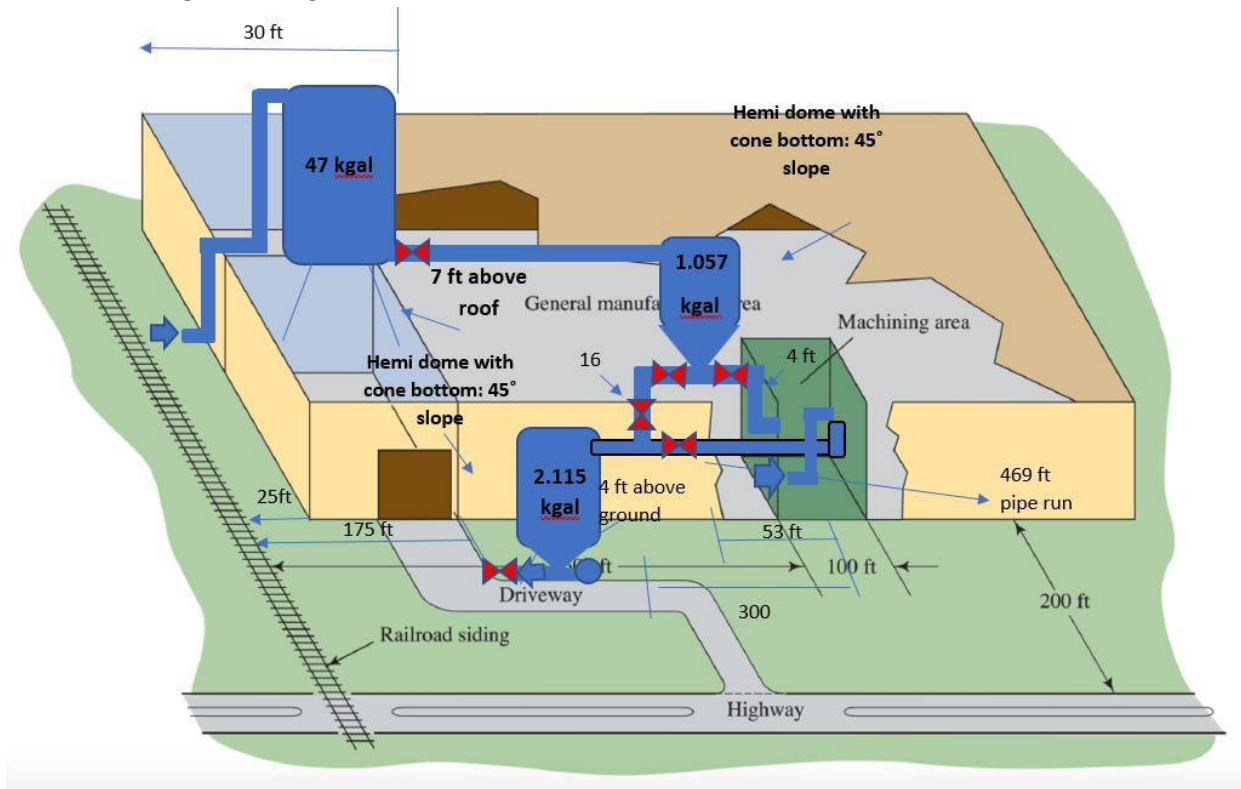 30 ft
Hemi dome with
cone bottom: 45˚
slope
47 kgal
7 ft above
roof
1.057
kgal
General manufa
rea
Machining area
16
4 ft
Hemi dome with
cone bottom: 45˚
slope
2.115
kgal
4 ft above
ground
469 ft
pipe run
25ft
175 ft
53 ft
ft
100 ft
Driveway
300
200 ft
Railroad siding
Highway